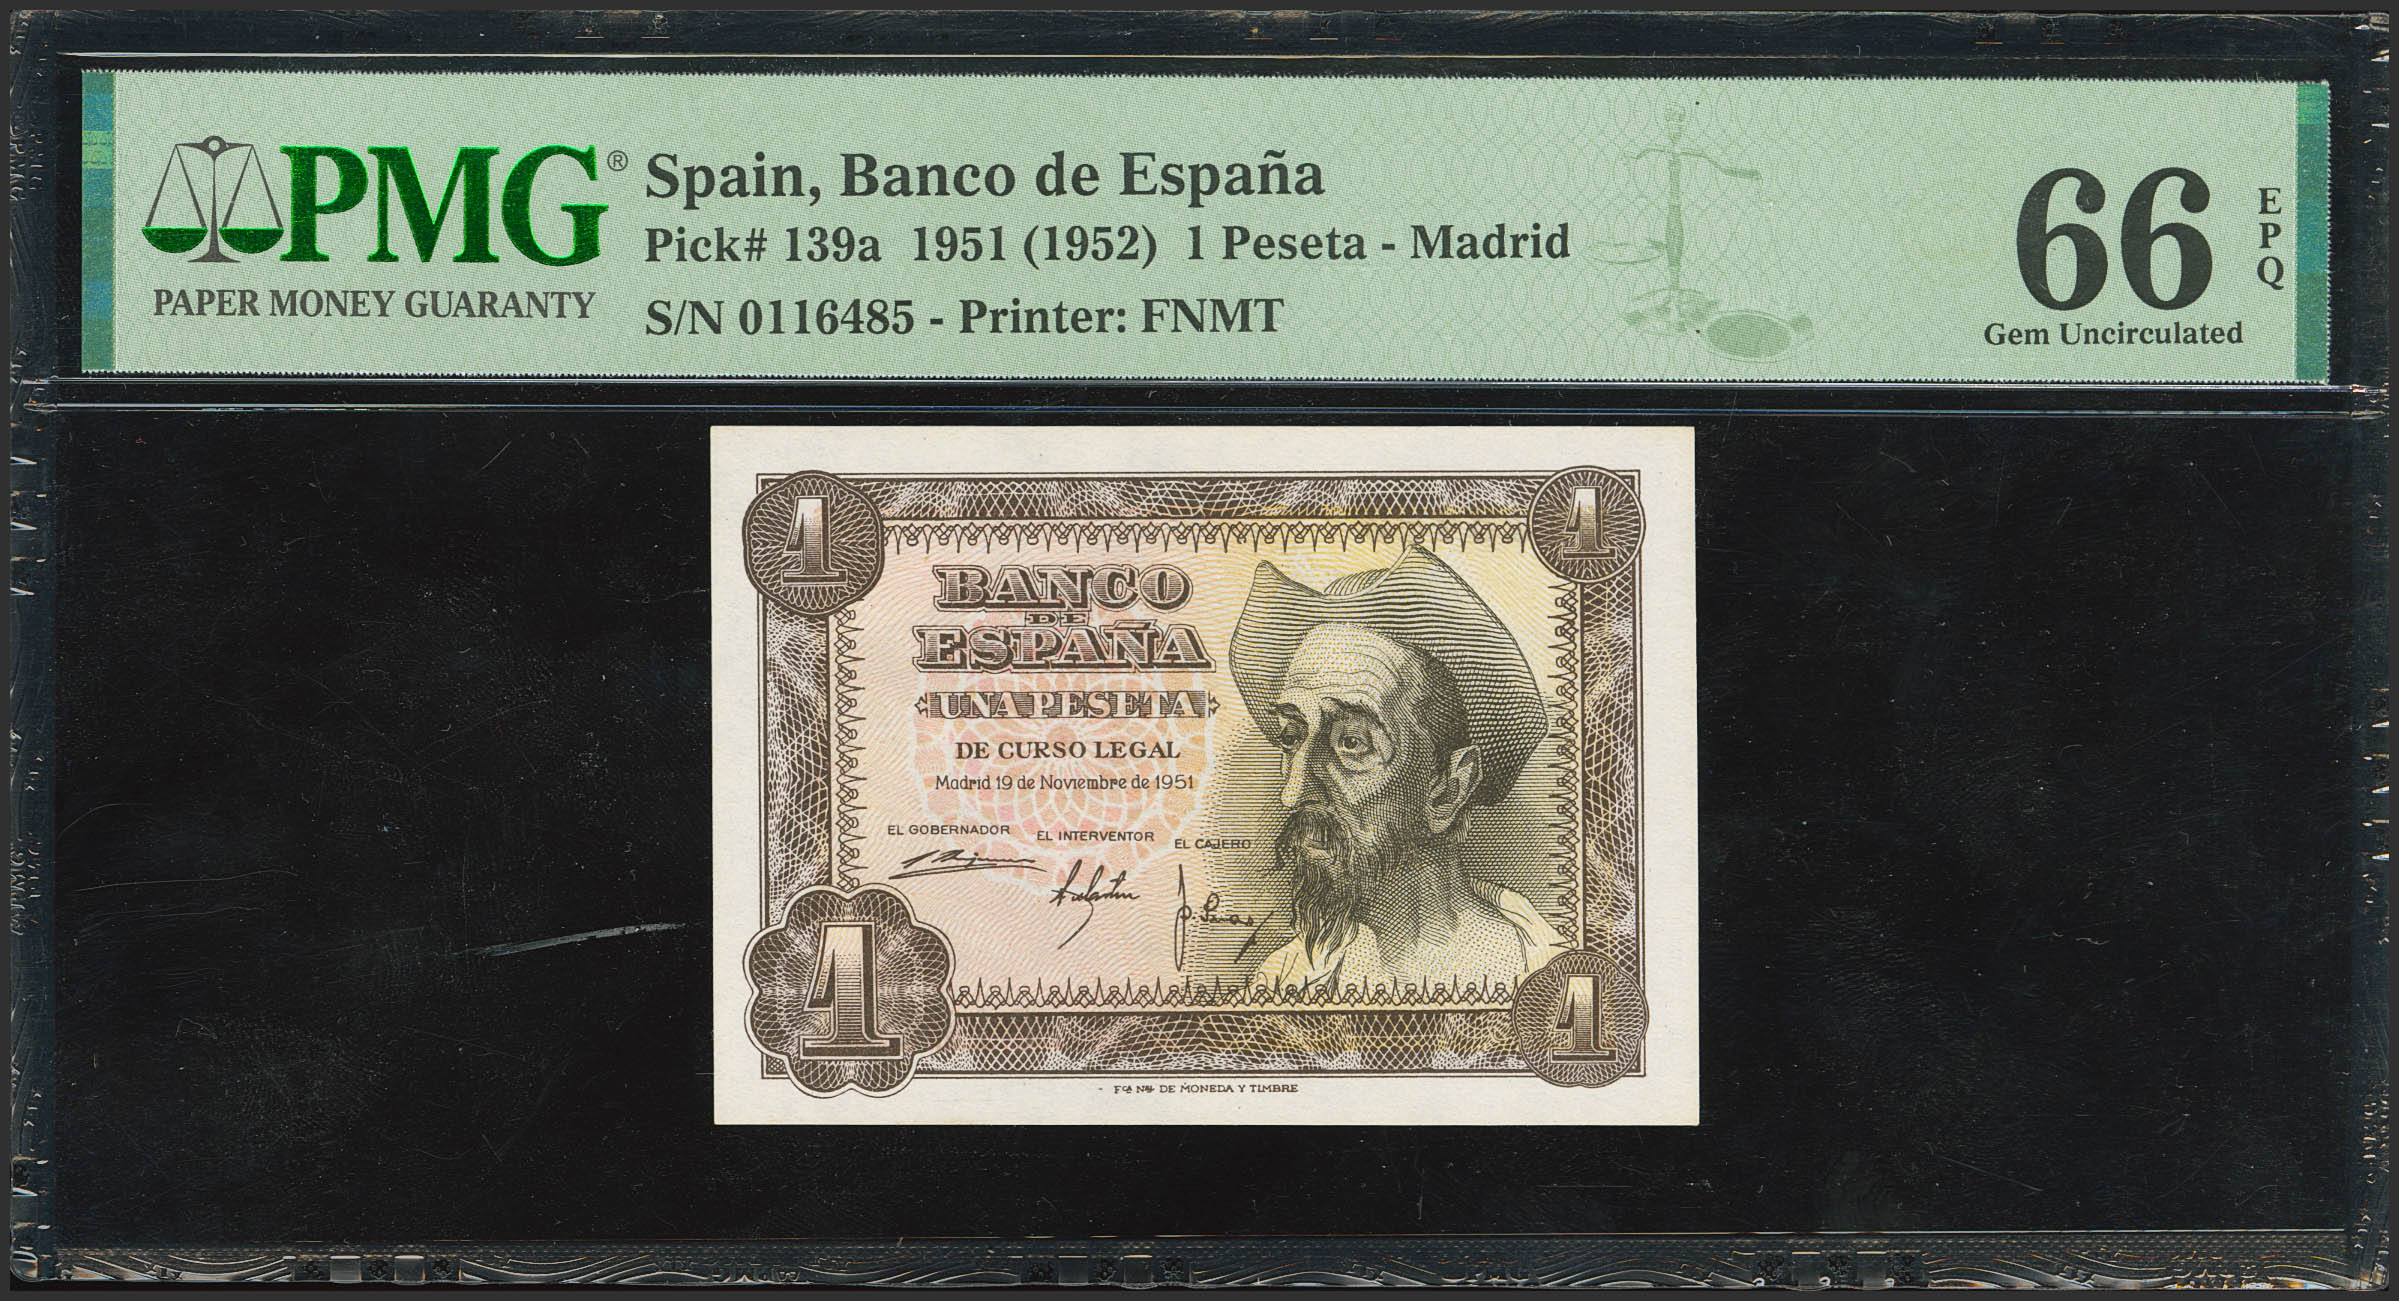 PMG®
PAPER MONEY GUARANTY
Spain, Banco de España
Pick# 139a 1951 (1952) 1 Peseta - Madrid
S/N 0116485 - Printer: FNMT
66
EPQ
Gem Uncirculated
1
1
BANCO
DE
ESPAÑA
UNA PESETA
DE CURSO LEGAL
Madrid 19 de Noviembre de 1951
EL GOBERNADOR EL INTERVENTOR EL CAJERO
1
1
Fca Nal DE MONEDA Y TIMBRE